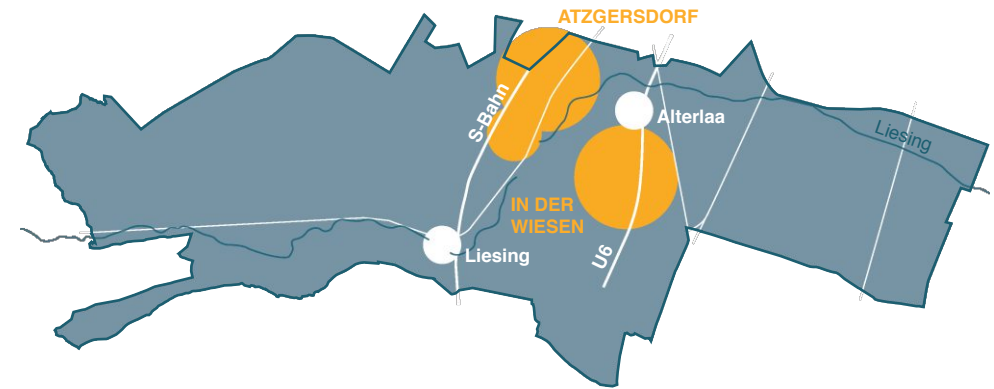 ATZGERSDORF
S-Bahn
Alterlaa
Liesing
IN DER
WIESEN
U6
Liesing